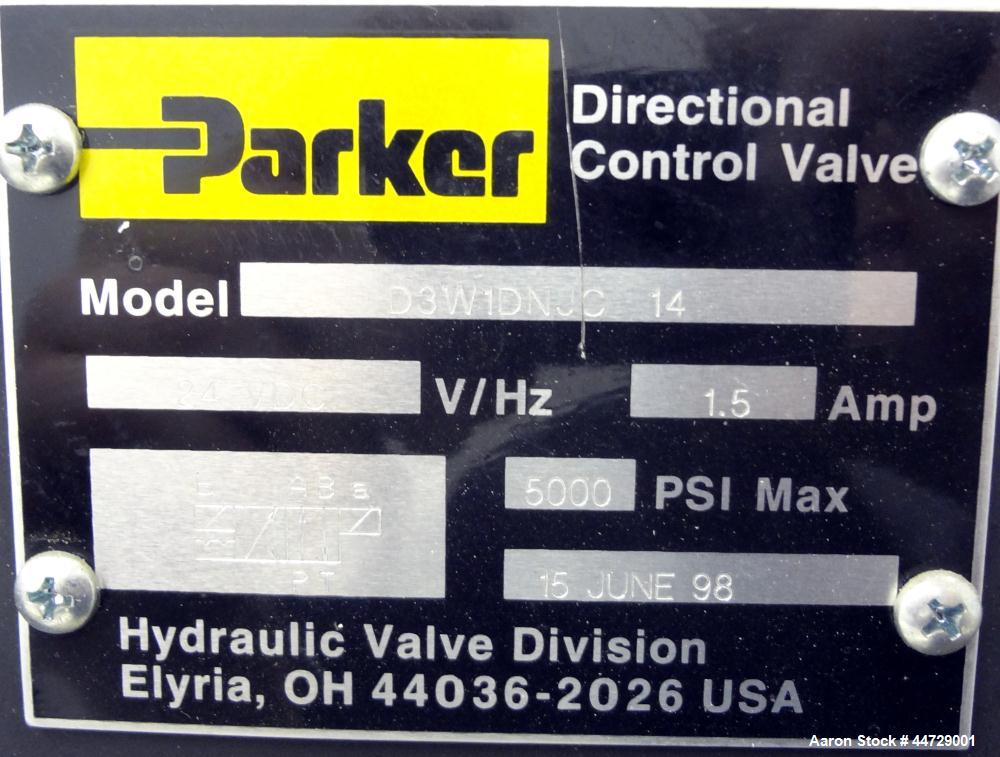 Parker
Directional
Control Valve
Model D3W1DNJC 14
24 VDC V/Hz 1.5 Amp
A B a
5000 PSI Max
P T
15 JUNE 98
Hydraulic Valve Division
Elyria, OH 44036-2026 USA
Aaron Stock # 44729001